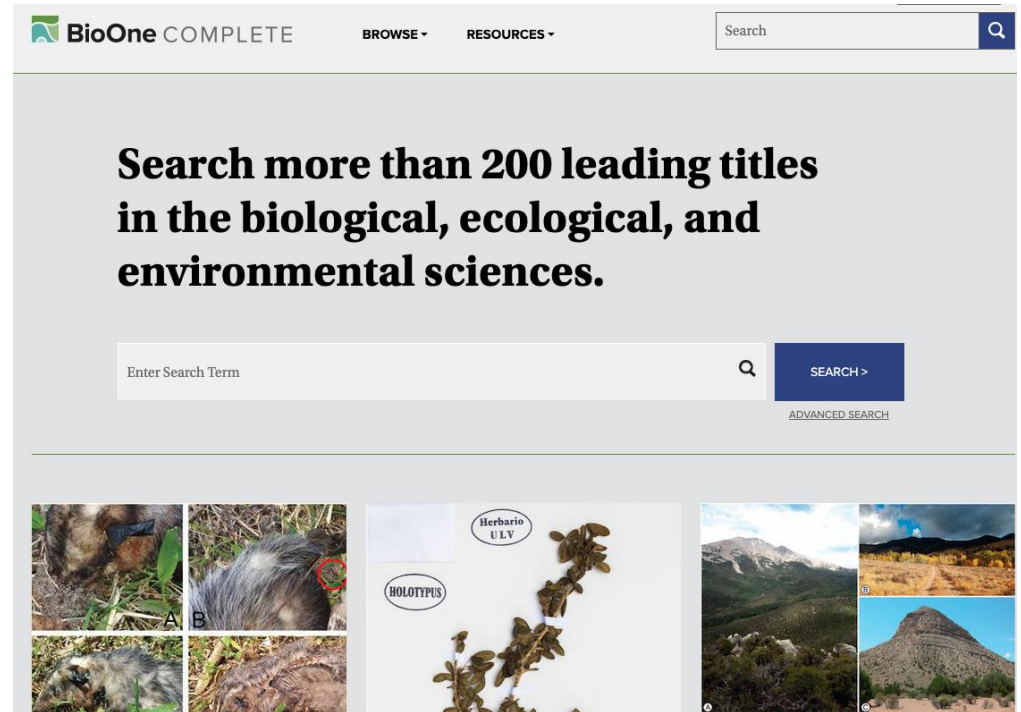 BioOne COMPLETE
BROWSE
RESOURCES
Search
Search more than 200 leading titles
in the biological, ecological, and
environmental sciences.
Enter Search Term
SEARCH >
ADVANCED SEARCH
A
B
Herbario
ULV
HOLOTYPUS
B
A
C